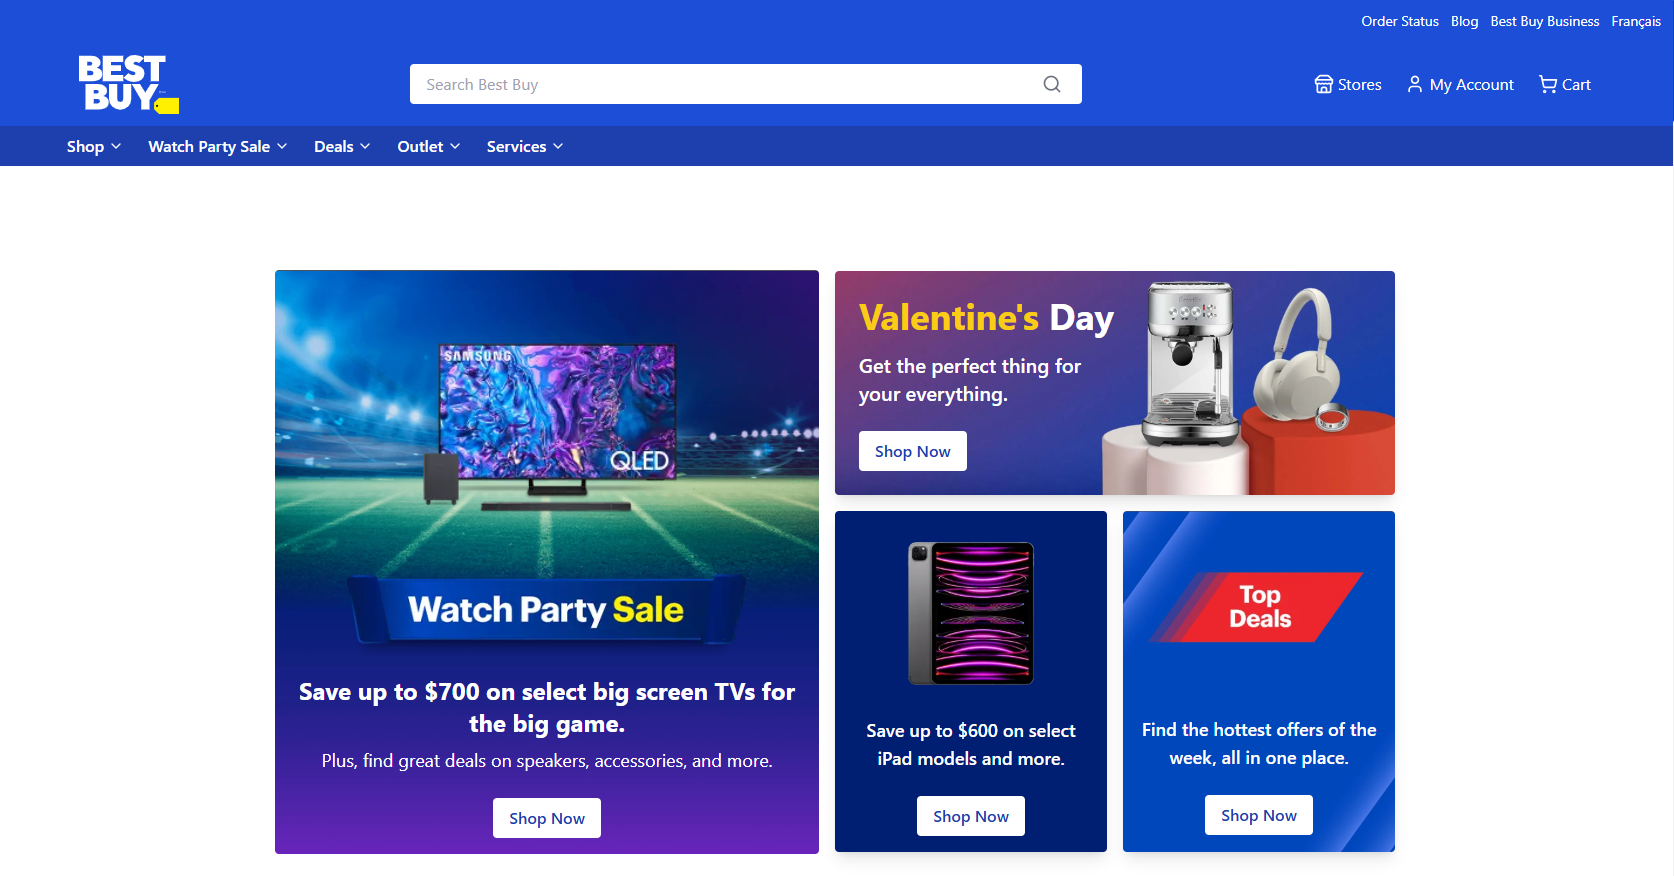 Order Status Blog Best Buy Business Français
BEST
BUY
Search Best Buy
Stores My Account Cart
Shop Watch Party Sale Deals Outlet Services
SAMSUNG
QLED
Watch Party Sale
Save up to $700 on select big screen TVs for
the big game.
Plus, find great deals on speakers, accessories, and more.
Shop Now
Valentine's Day
Get the perfect thing for
your everything.
Shop Now
Save up to $600 on select
iPad models and more.
Shop Now
Top
Deals
Find the hottest offers of the
week, all in one place.
Shop Now